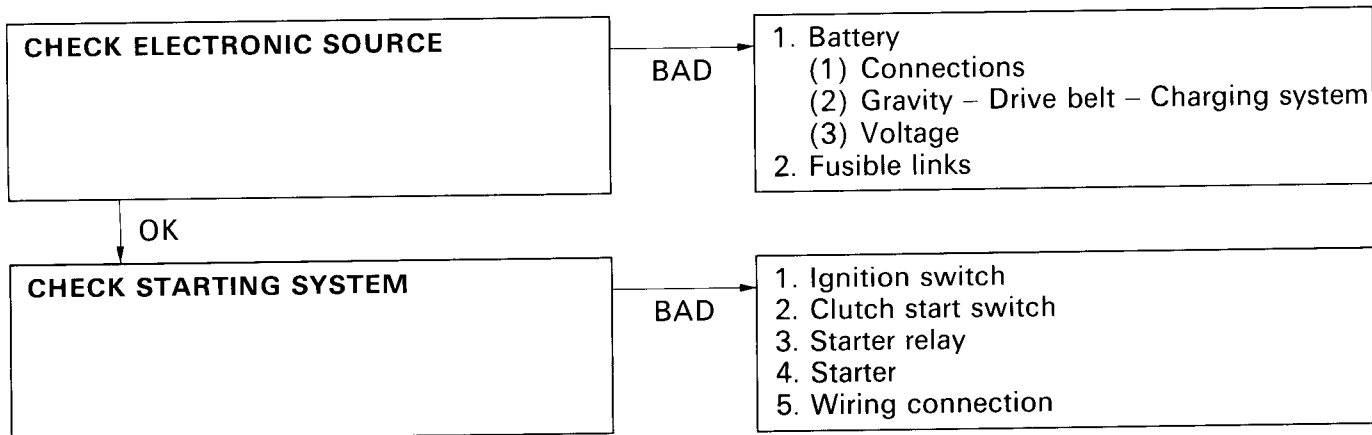 CHECK ELECTRONIC SOURCE
BAD
1. Battery
(1) Connections
(2) Gravity – Drive belt – Charging system
(3) Voltage
2. Fusible links
OK
CHECK STARTING SYSTEM
BAD
1. Ignition switch
2. Clutch start switch
3. Starter relay
4. Starter
5. Wiring connection